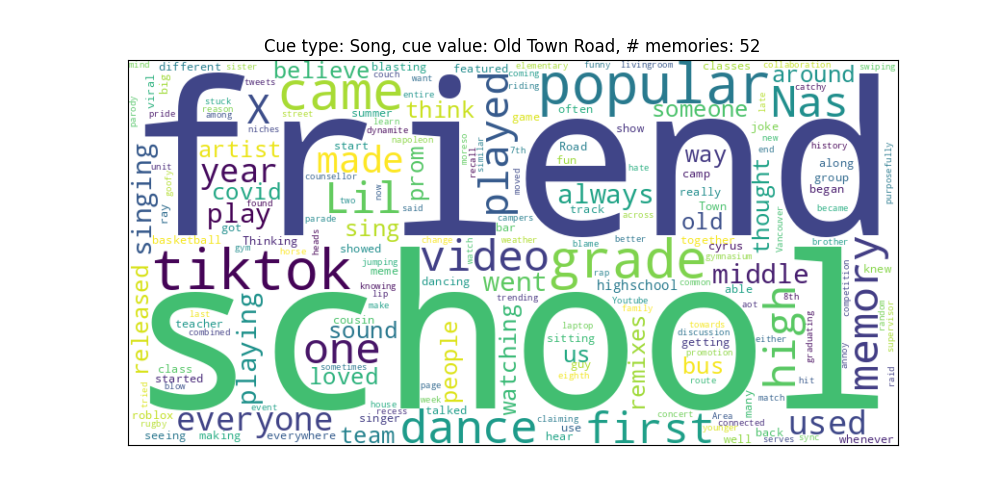 Cue type: Song, cue value: Old Town Road, # memories: 52
mind different sister blasting featured elementary funny livingroom classes collaboration swiping
viral big believe couch coming around
tweets came entire riding popular catchy
parody stuck X think often someone late Nas
pride reason street summer game
among niches learn dynamite played show joke
artist start napoleon moreso 7th Road way new history
singing unit year made recall similar fun camp end along
goofy covid counsellor now prom moved hate always really thought group purposefully
ray found Lil two friend track old Town began
play said campers across Vancouver became
got parade sing bar
basketball Thinking heads change weather blame better together brother
gym horse showed video watch grade gymnasium cyrus memory
tiktok jumping dancing went rap common middle knew
meme knowing trending highschool able 8th competition
released lip Youtube family aot high random
last make school laptop towards supervisor
teacher cousin sound people sitting discussion either graduating
combined playing one watching us remixes getting annoy
class sometimes guy promotion bus hit
started loved page eighth route raid
tried blow week match
roblox event house recess talked claiming concert Area younger many
rugby everyone singer dance use first connected used
seeing making everywhere team hear well back serves sync whenever